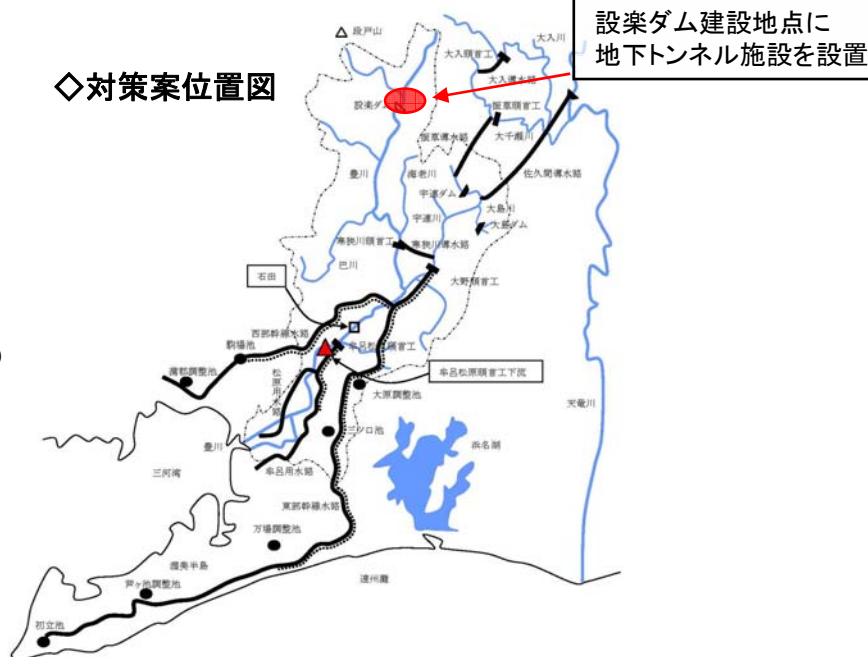 設楽ダム建設地点に
地下トンネル施設を設置
◇対策案位置図
段戸山
大入川
大入頭首工
大入導水路
設楽ダム
振草頭首工
振草導水路
大千瀬川
豊川
海老川
佐久間導水路
宇連ダム
宇連川
大島川
大島ダム
寒狭川頭首工
寒狭川導水路
巴川
大野頭首工
石田
西部幹線水路
駒場池
牟呂松原頭首工
蒲郡調整池
松原用水路
牟呂松原頭首工下流
大原調整池
天竜川
三ツ口池
豊川
浜名湖
三河湾
牟呂用水路
東部幹線水路
万場調整池
渥美半島
芦ヶ池調整池
遠州灘
初立池